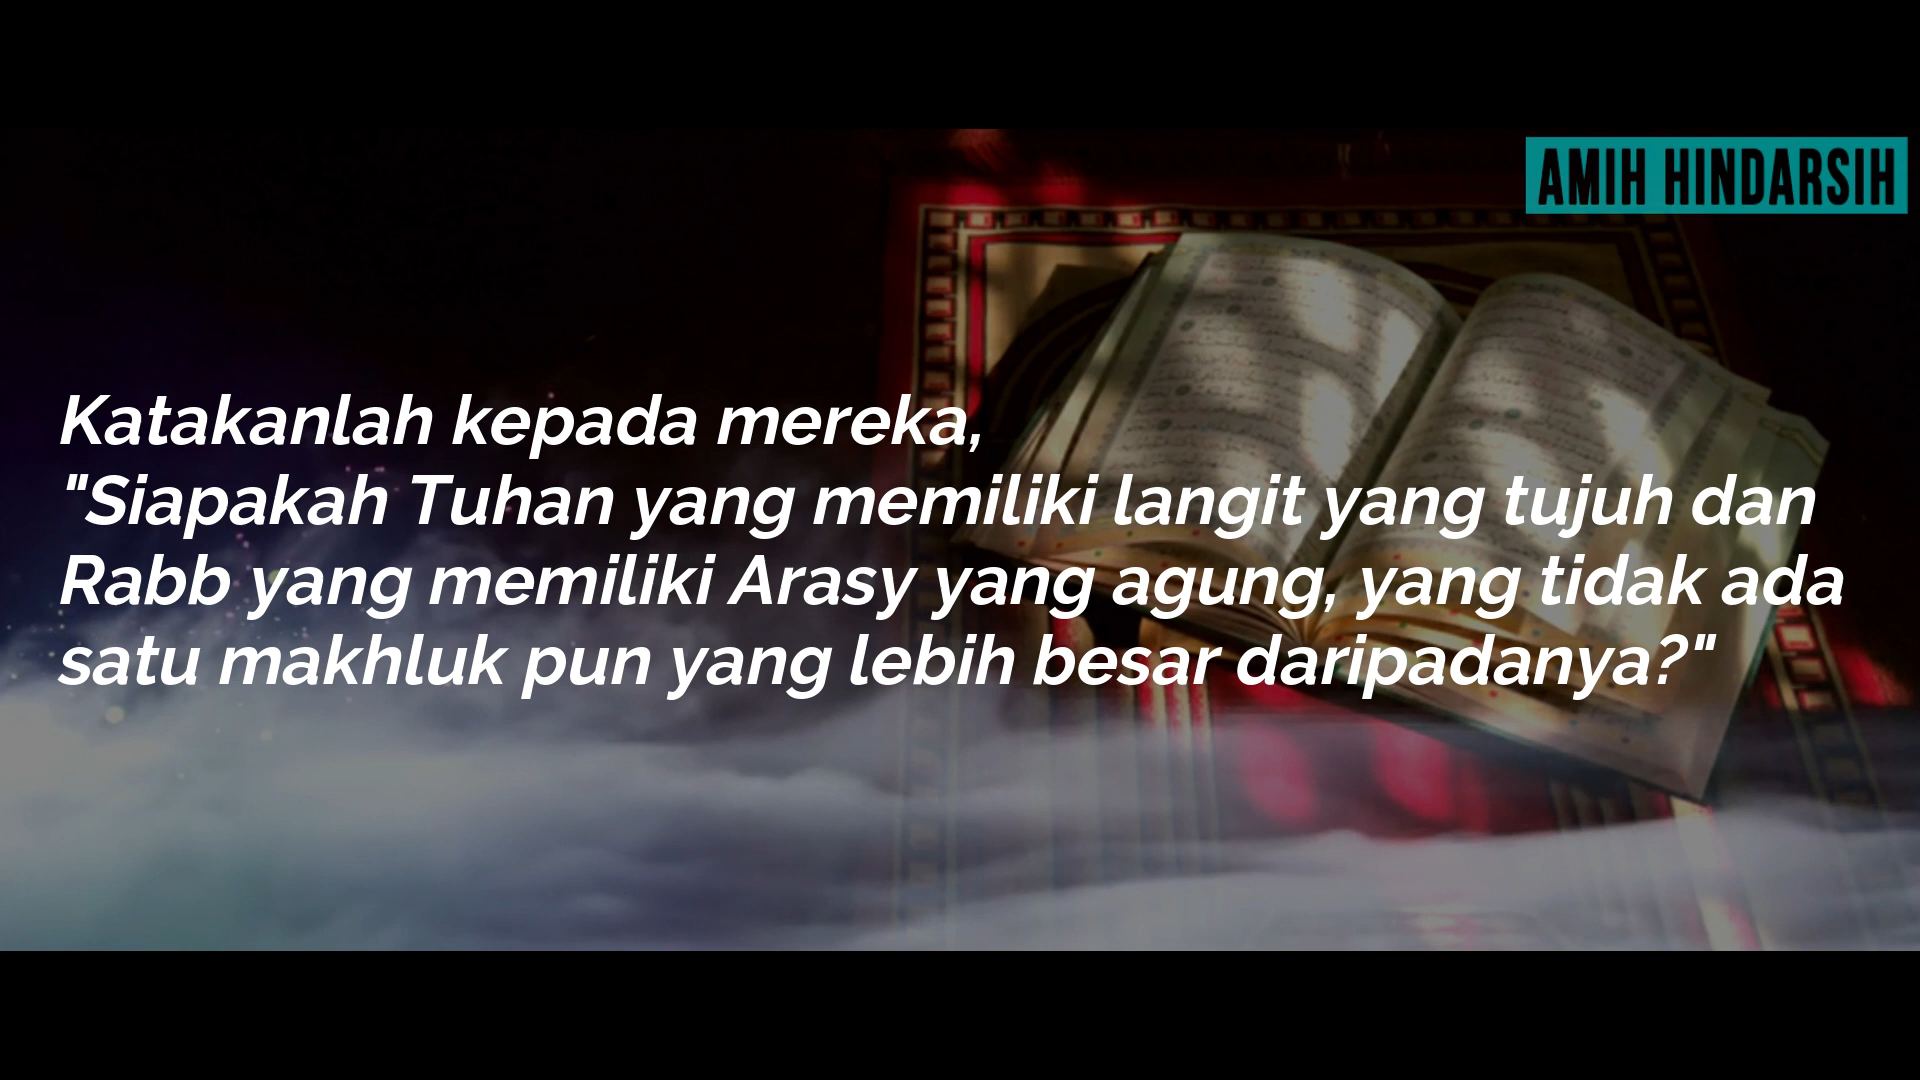 AMIH HINDARSIH
Katakanlah kepada mereka,
"Siapakah Tuhan yang memiliki langit yang tujuh dan
Rabb yang memiliki Arasy yang agung, yang tidak ada
satu makhluk pun yang lebih besar daripadanya?"